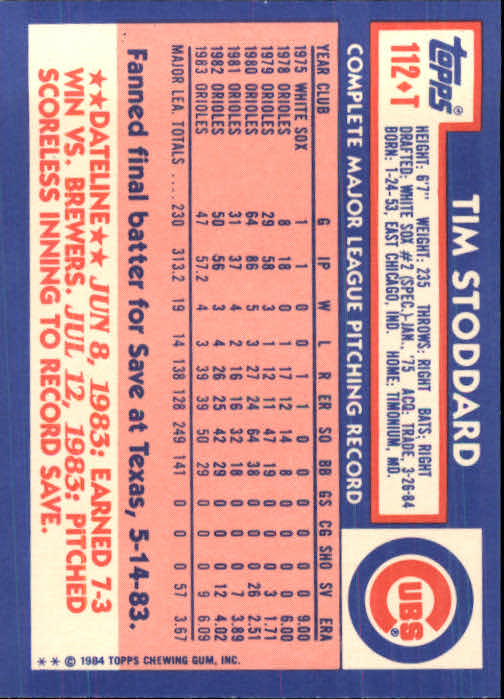 topps®
112♦T
TIM STODDARD
HEIGHT: 6'7" WEIGHT: 235 THROWS: RIGHT BATS: RIGHT
DRAFTED: WHITE SOX #2 (SPEC.)-JAN., '75 ACQ. TRADE, 3-26-84
BORN: 1-24-53, EAST CHICAGO, IND. HOME: TIMONIUM, MD.
CUBS
COMPLETE MAJOR LEAGUE PITCHING RECORD
YEAR CLUB G IP W L R ER SO BB GS CG SHO SV ERA
1975 WHITE SOX 1 1 0 0 1 1 0 0 0 0 0 0 9.00
1978 ORIOLES 8 18 0 1 17 12 14 8 0 0 0 0 6.00
1979 ORIOLES 29 58 3 1 12 11 47 19 0 0 0 3 1.71
1980 ORIOLES 64 86 5 3 27 24 64 38 0 0 0 26 2.51
1981 ORIOLES 31 37 4 2 16 16 32 18 0 0 0 7 3.89
1982 ORIOLES 50 56 3 4 26 25 42 29 0 0 0 12 4.02
1983 ORIOLES 47 57.2 4 3 39 39 50 29 0 0 0 9 6.09
MAJOR LEA. TOTALS .... 230 313.2 19 14 138 128 249 141 0 0 0 57 3.67
Fanned final batter for Save at Texas, 5-14-83.
★★DATELINE★★ JUN 8, 1983: EARNED 7-3
WIN VS. BREWERS. JUL 12, 1983: PITCHED
SCORELESS INNING TO RECORD SAVE.
** © 1984 TOPPS CHEWING GUM, INC.